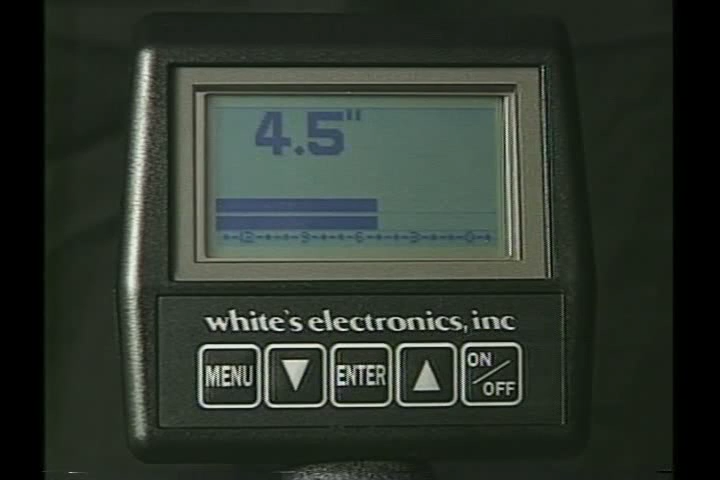 4.5"
12 9 6 3 0
white's electronics, inc
MENU ▼ ENTER ▲ ON/OFF